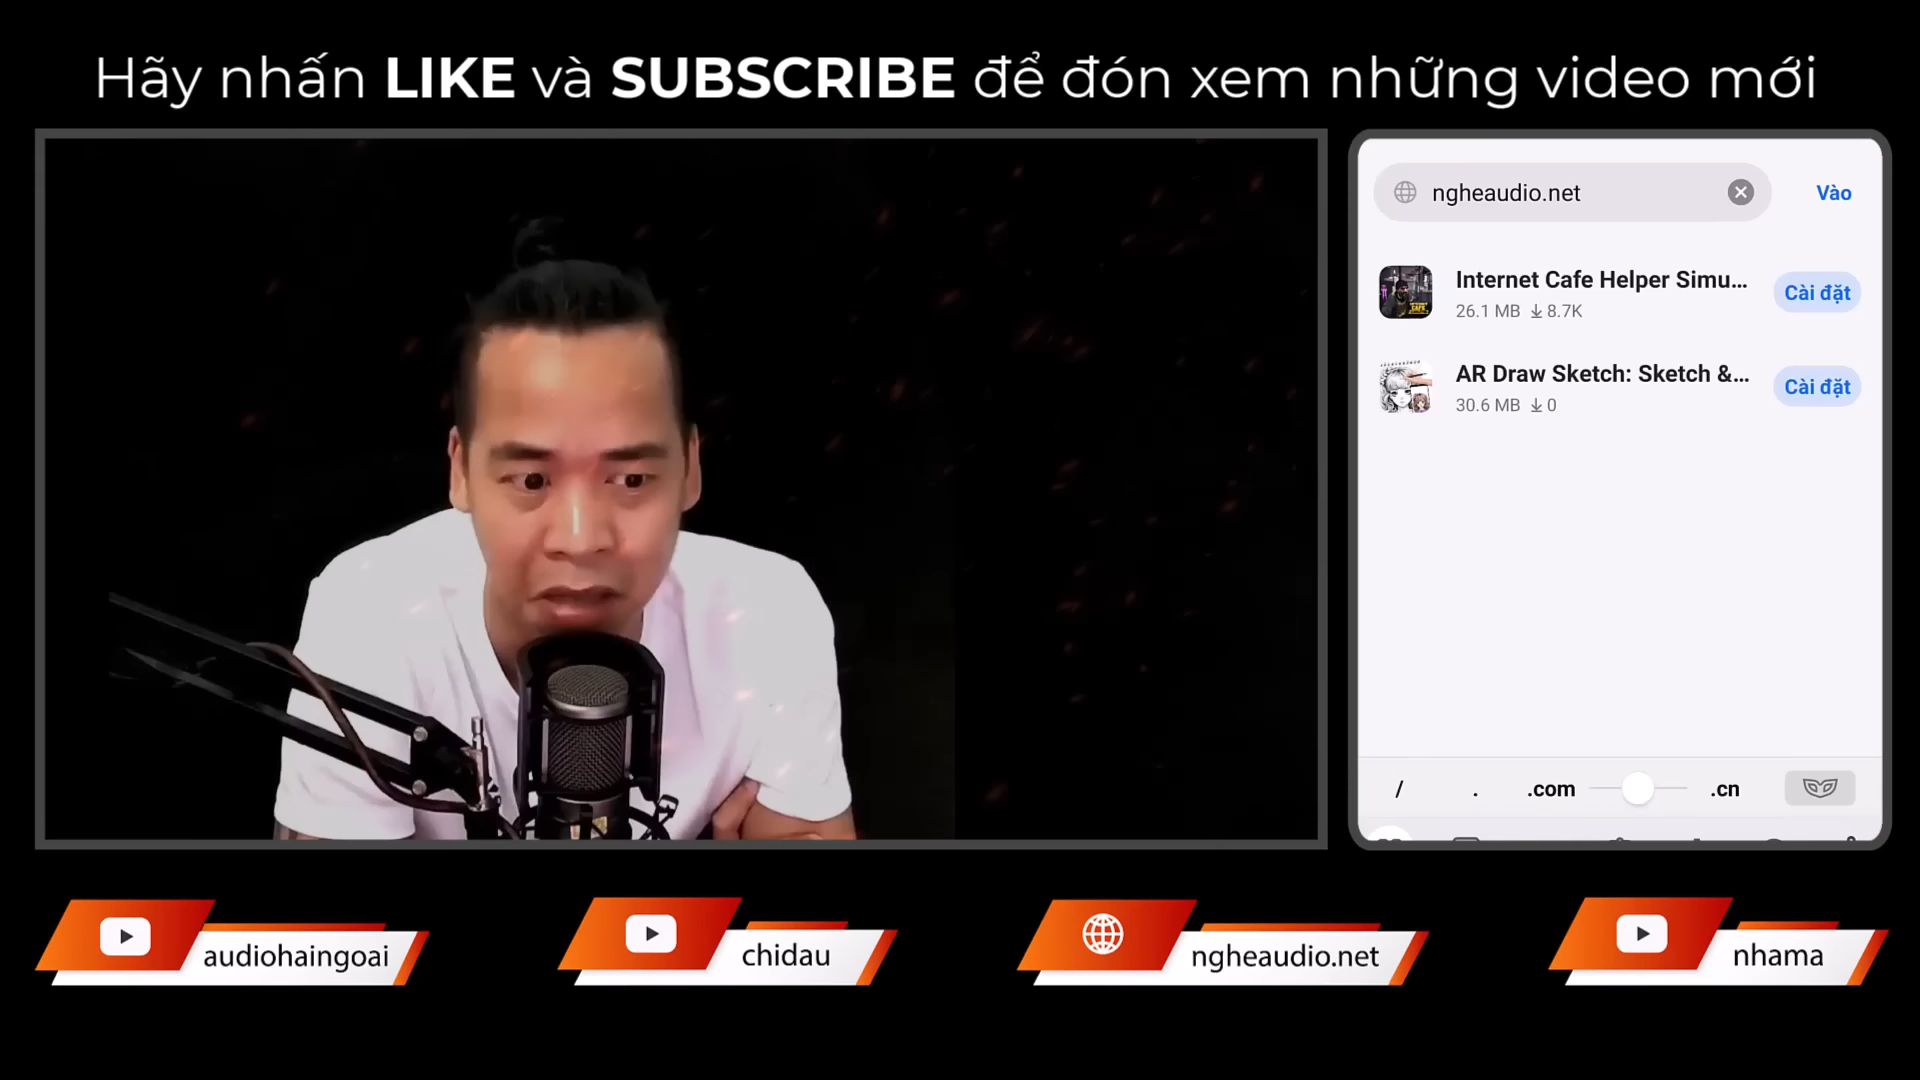 Hãy nhấn LIKE và SUBSCRIBE để đón xem những video mới
ngheaudio.net
Vào
Internet Cafe Helper Simu...
26.1 MB 8.7K
Cài đặt
AR Draw Sketch: Sketch &...
30.6 MB 0
Cài đặt
/ . .com .cn
audiohaingoai
chidau
ngheaudio.net
nhama